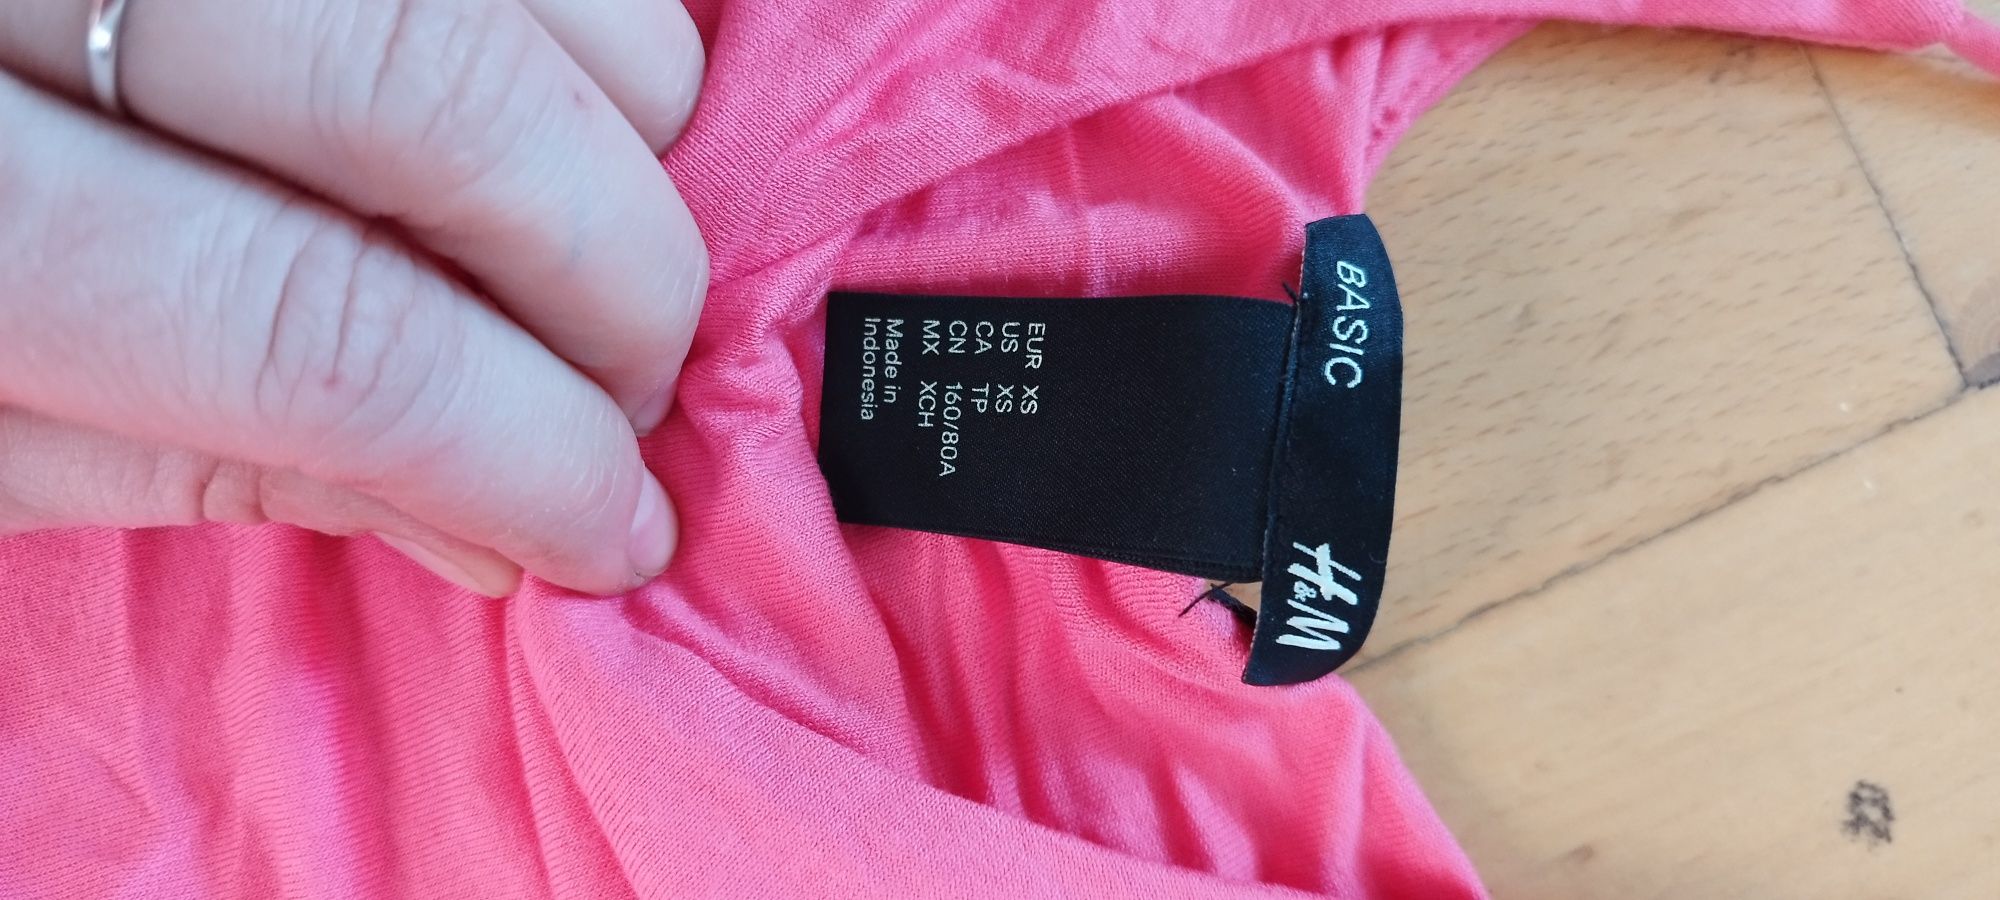 BASIC H&M
EUR XS
US XS
CA TP
CN 160/80A
MX XCH
Made in
Indonesia